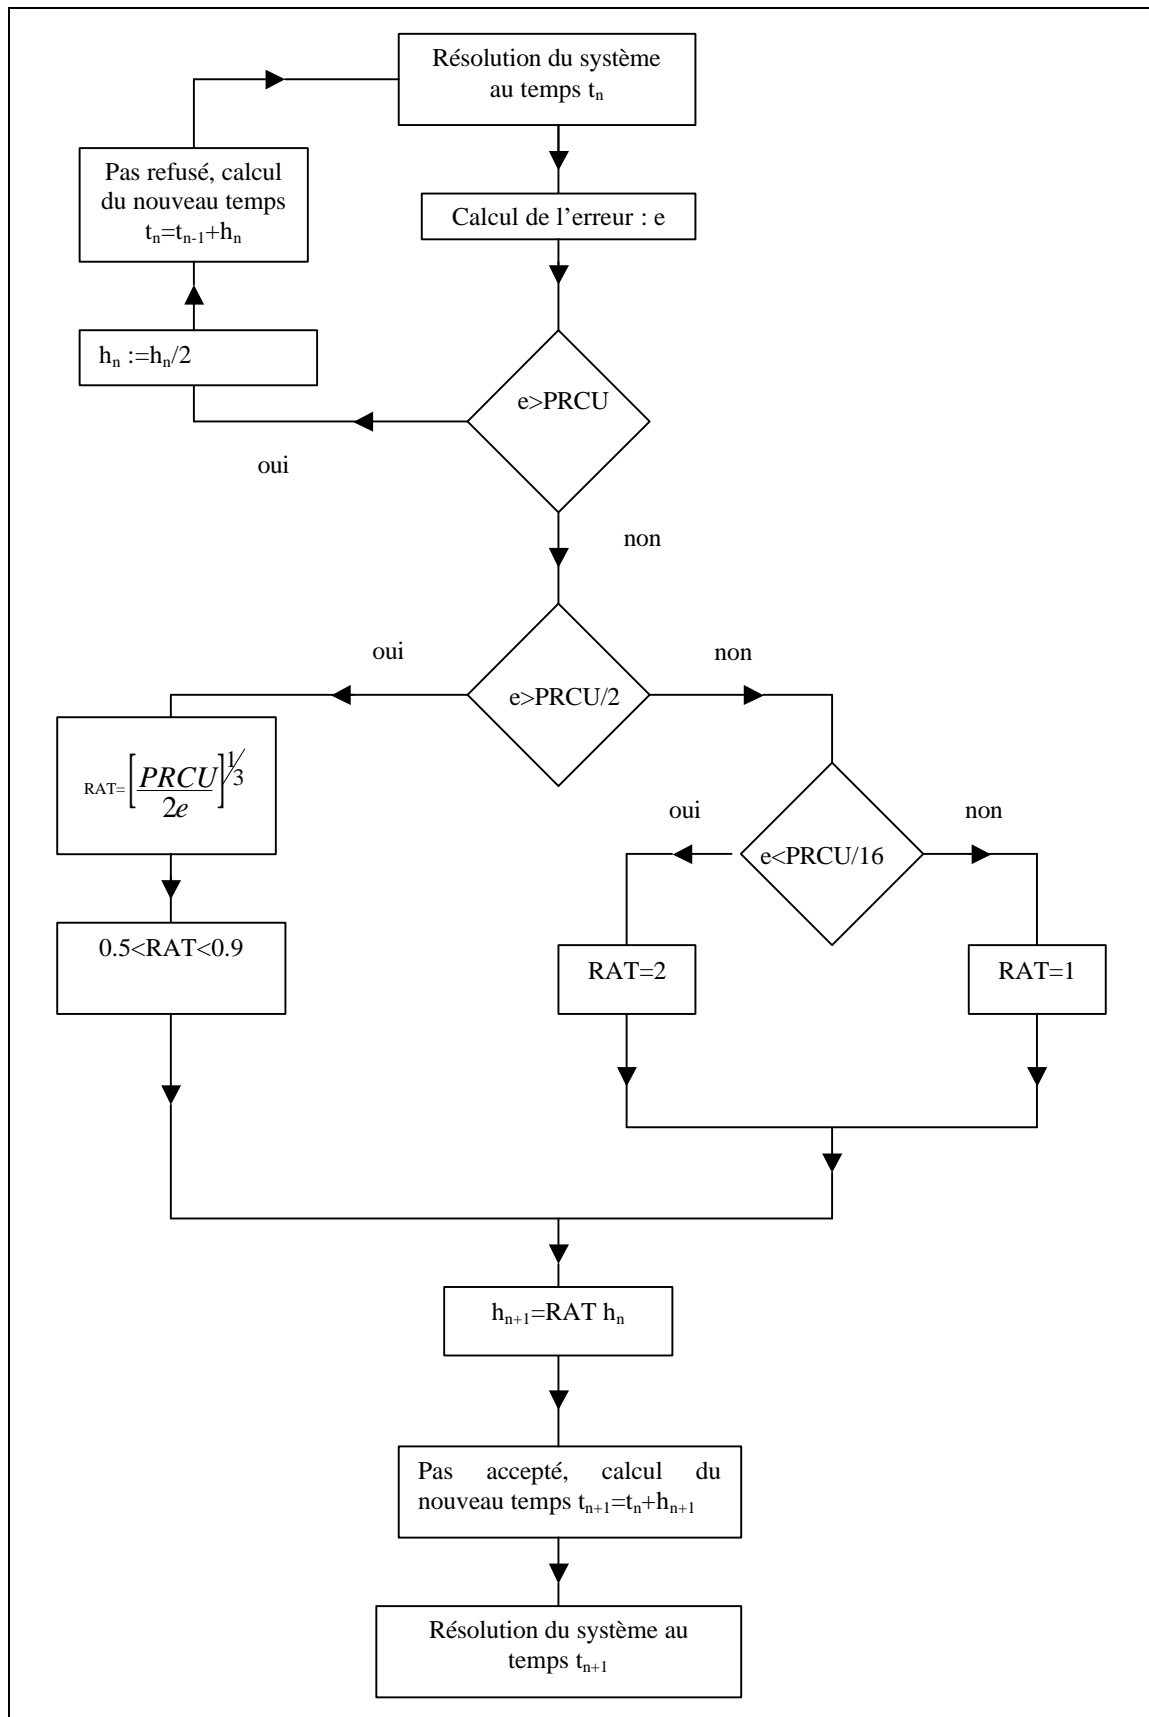 Résolution du système
au temps tₙ
Pas refusé, calcul
du nouveau temps
tₙ=tₙ₋₁+hₙ
Calcul de l’erreur : e
hₙ :=hₙ/2
e>PRCU
oui
non
oui
non
e>PRCU/2
RAT=[PRCU/2e]^1/3
oui
non
e<PRCU/16
0.5<RAT<0.9
RAT=2
RAT=1
hₙ₊₁=RAT hₙ
Pas accepté, calcul du
nouveau temps tₙ₊₁=tₙ+hₙ₊₁
Résolution du système au
temps tₙ₊₁